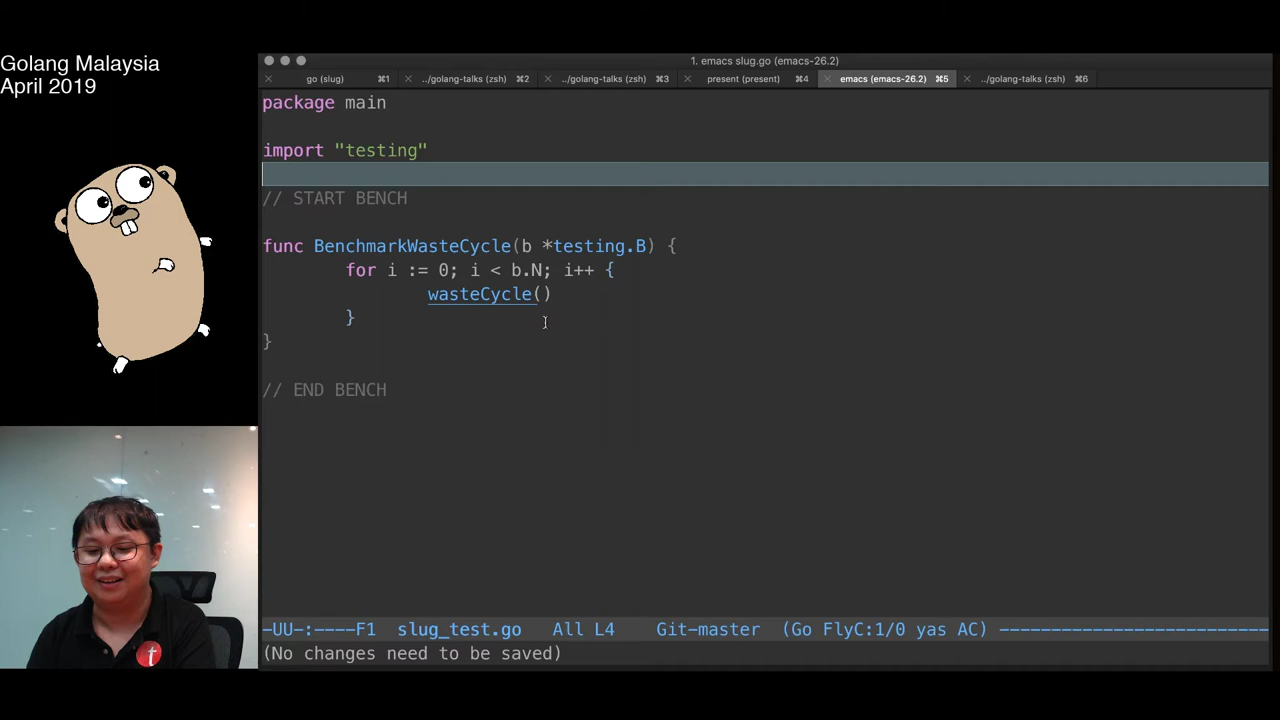 Golang Malaysia
April 2019
1. emacs slug.go (emacs-26.2)
× go (slug) ⌘1 × ../golang-talks (zsh) ⌘2 × ../golang-talks (zsh) ⌘3 × present (present) ⌘4 × emacs (emacs-26.2) ⌘5 × ../golang-talks (zsh) ⌘6
package main
import "testing"
// START BENCH
func BenchmarkWasteCycle(b *testing.B) {
for i := 0; i < b.N; i++ {
wasteCycle()
}
}
// END BENCH
-UU-:----F1 slug_test.go All L4 Git-master (Go FlyC:1/0 yas AC) --------------------------
(No changes need to be saved)
t